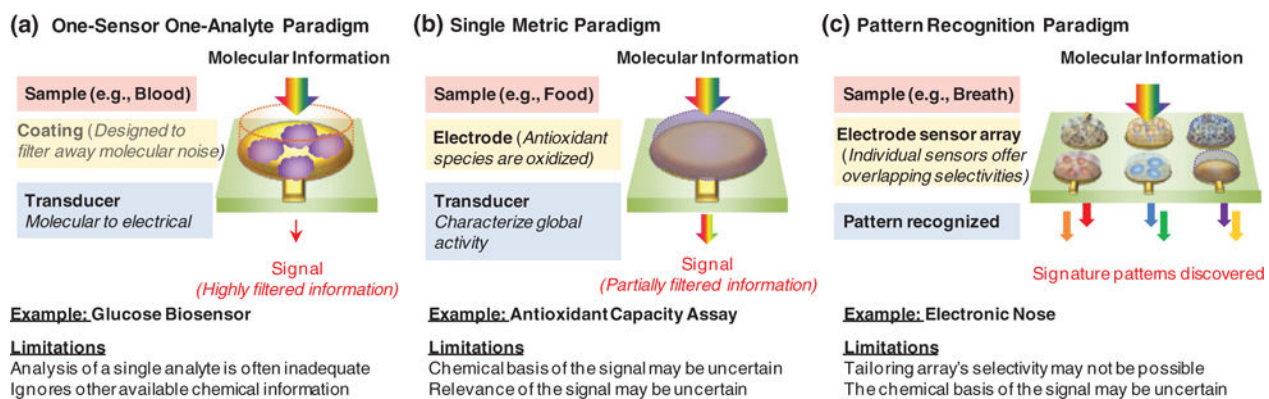 (a) One-Sensor One-Analyte Paradigm
Molecular Information
Sample (e.g., Blood)
Coating (Designed to
filter away molecular noise)
Transducer
Molecular to electrical
Signal
(Highly filtered information)
Example: Glucose Biosensor
Limitations
Analysis of a single analyte is often inadequate
Ignores other available chemical information
(b) Single Metric Paradigm
Molecular Information
Sample (e.g., Food)
Electrode (Antioxidant
species are oxidized)
Transducer
Characterize global
activity
Signal
(Partially filtered information)
Example: Antioxidant Capacity Assay
Limitations
Chemical basis of the signal may be uncertain
Relevance of the signal may be uncertain
(c) Pattern Recognition Paradigm
Molecular Information
Sample (e.g., Breath)
Electrode sensor array
(Individual sensors offer
overlapping selectivities)
Pattern recognized
Signature patterns discovered
Example: Electronic Nose
Limitations
Tailoring array's selectivity may not be possible
The chemical basis of the signal may be uncertain